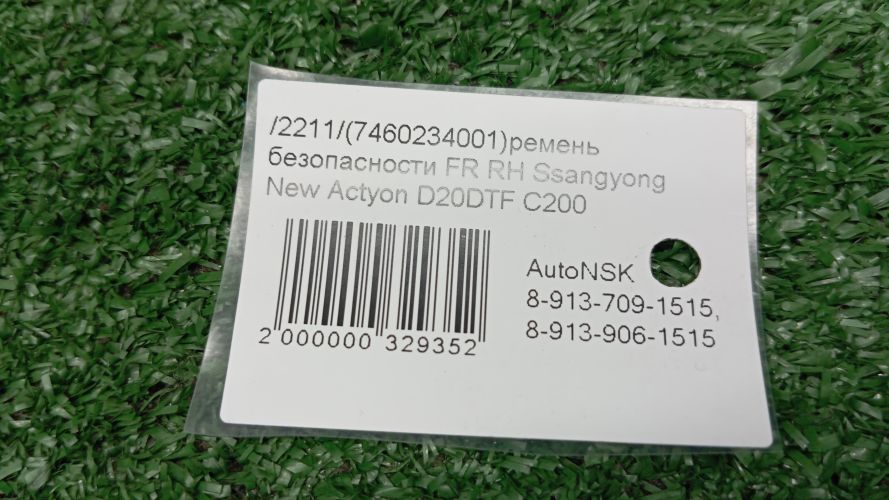 /2211/(7460234001)ремень
безопасности FR RH Ssangyong
New Actyon D20DTF C200
AutoNSK
8-913-709-1515,
8-913-906-1515
2 000000 329352